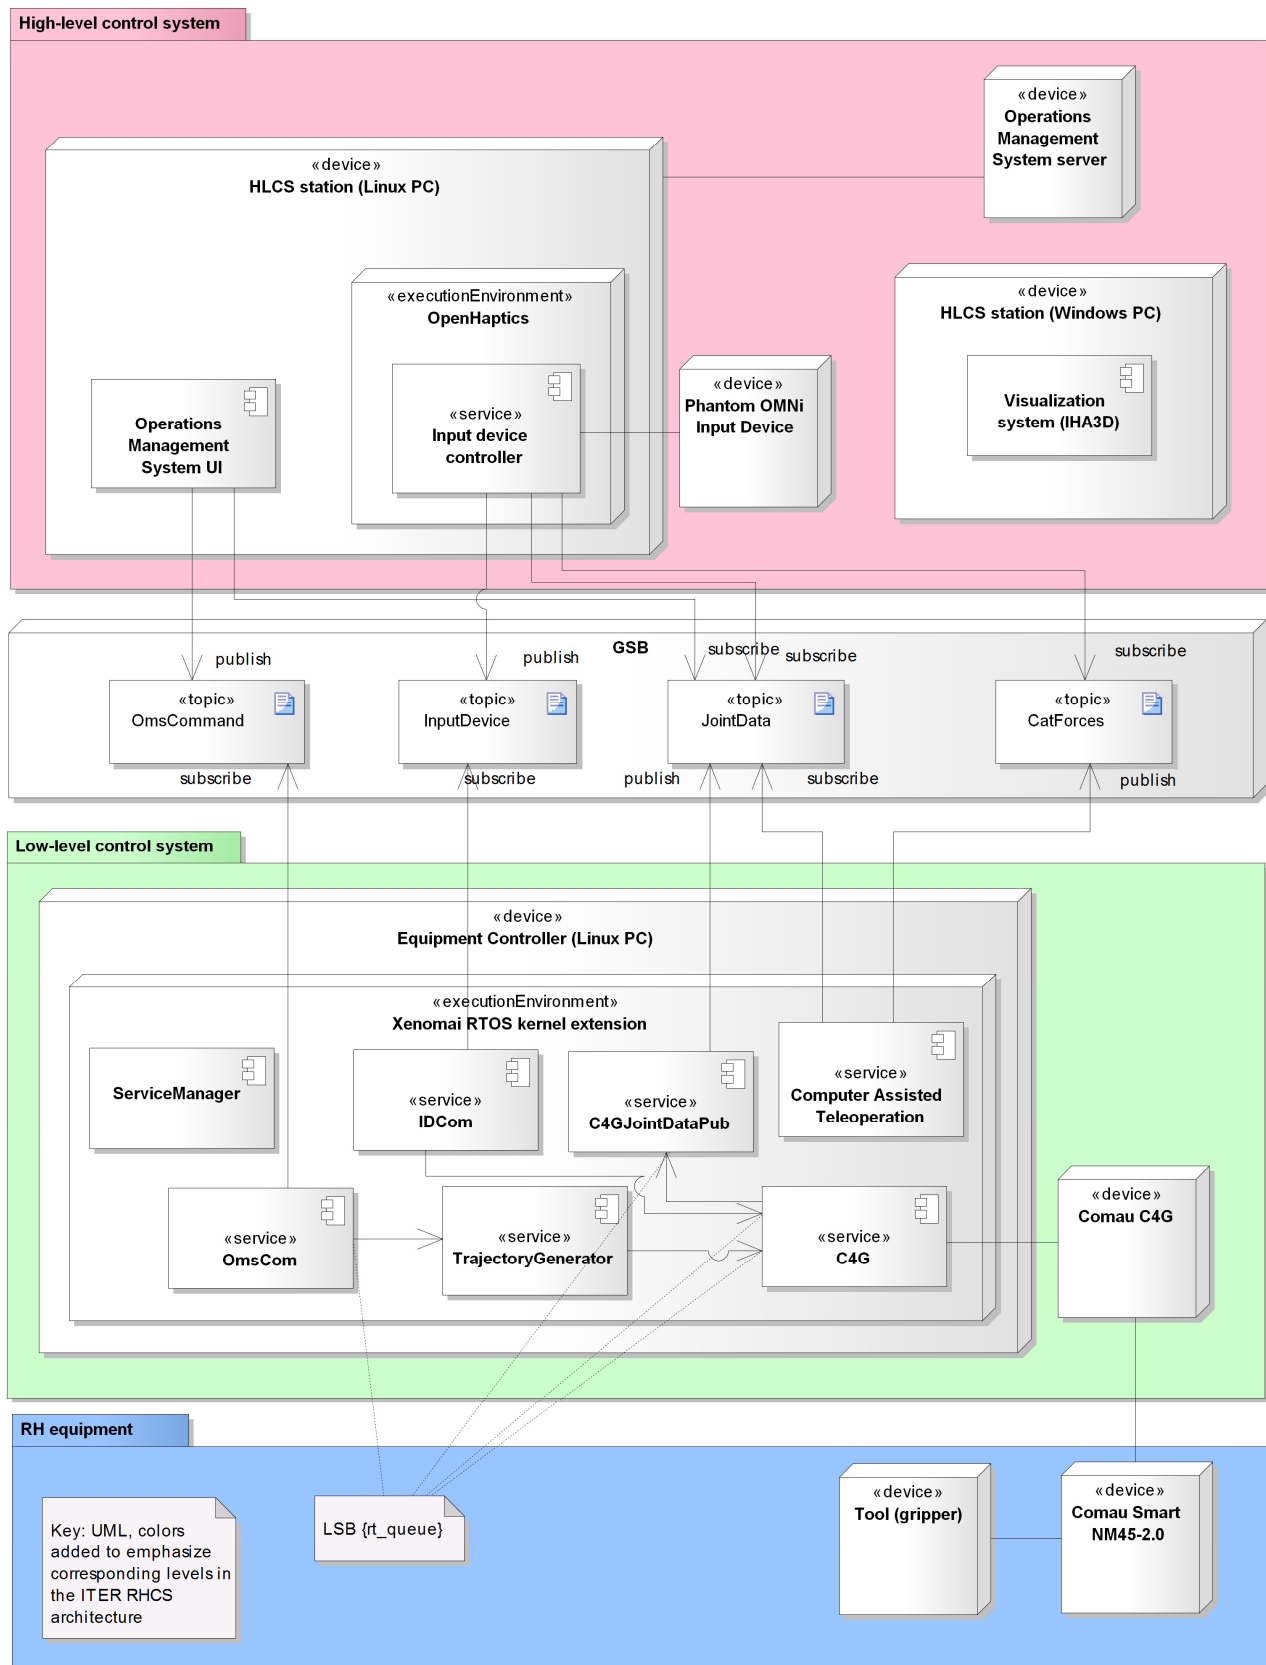 High-level control system
«device»
Operations
Management
System server
«device»
HLCS station (Linux PC)
«executionEnvironment»
OpenHaptics
«device»
HLCS station (Windows PC)
Visualization
system (IHA3D)
«device»
Phantom OMNi
Input Device
«service»
Input device
controller
Operations
Management
System UI
GSB
publish
publish
subscribe
subscribe
subscribe
«topic»
OmsCommand
«topic»
InputDevice
«topic»
JointData
«topic»
CatForces
subscribe
subscribe
publish
subscribe
publish
Low-level control system
«device»
Equipment Controller (Linux PC)
«executionEnvironment»
Xenomai RTOS kernel extension
ServiceManager
«service»
IDCom
«service»
C4GJointDataPub
«service»
Computer Assisted
Teleoperation
«service»
OmsCom
«service»
TrajectoryGenerator
«service»
C4G
«device»
Comau C4G
RH equipment
Key: UML, colors
added to emphasize
corresponding levels in
the ITER RHCS
architecture
LSB {rt_queue}
«device»
Tool (gripper)
«device»
Comau Smart
NM45-2.0